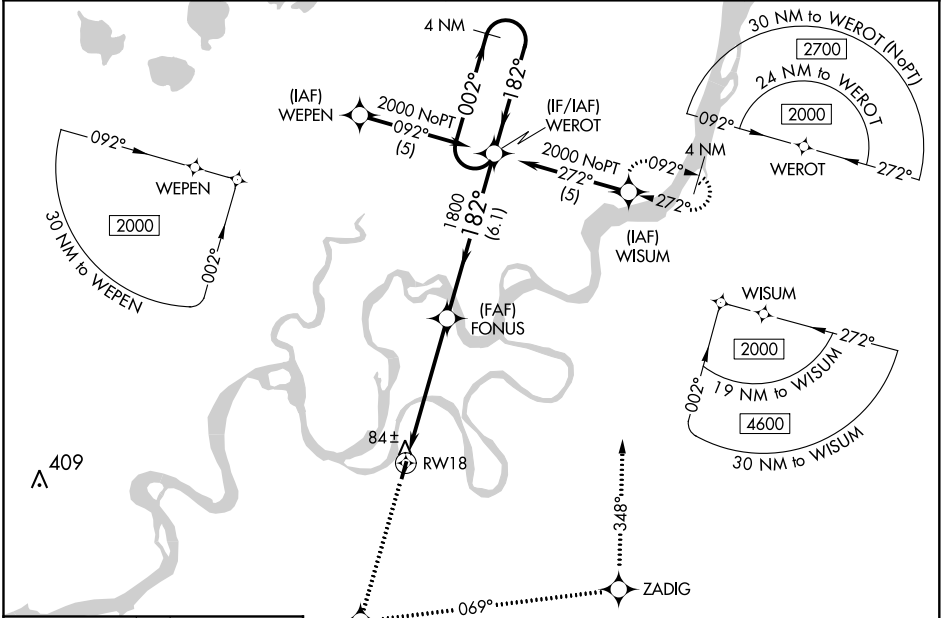 4 NM
30 NM to WEROT (NoPT)
2700
24 NM to WEROT
2000
092°
WEROT
272°
(IAF)
WEPEN
2000 NoPT
092°
(5)
002°
182°
(IF/IAF)
WEROT
2000 NoPT
272°
(5)
092°
4 NM
272°
(IAF)
WISUM
092°
WEPEN
2000
002°
30 NM to WEPEN
1800
182°
(6.1)
(FAF)
FONUS
WISUM
272°
2000
002°
19 NM to WISUM
4600
30 NM to WISUM
84±
RW18
409
348°
ZADIG
069°